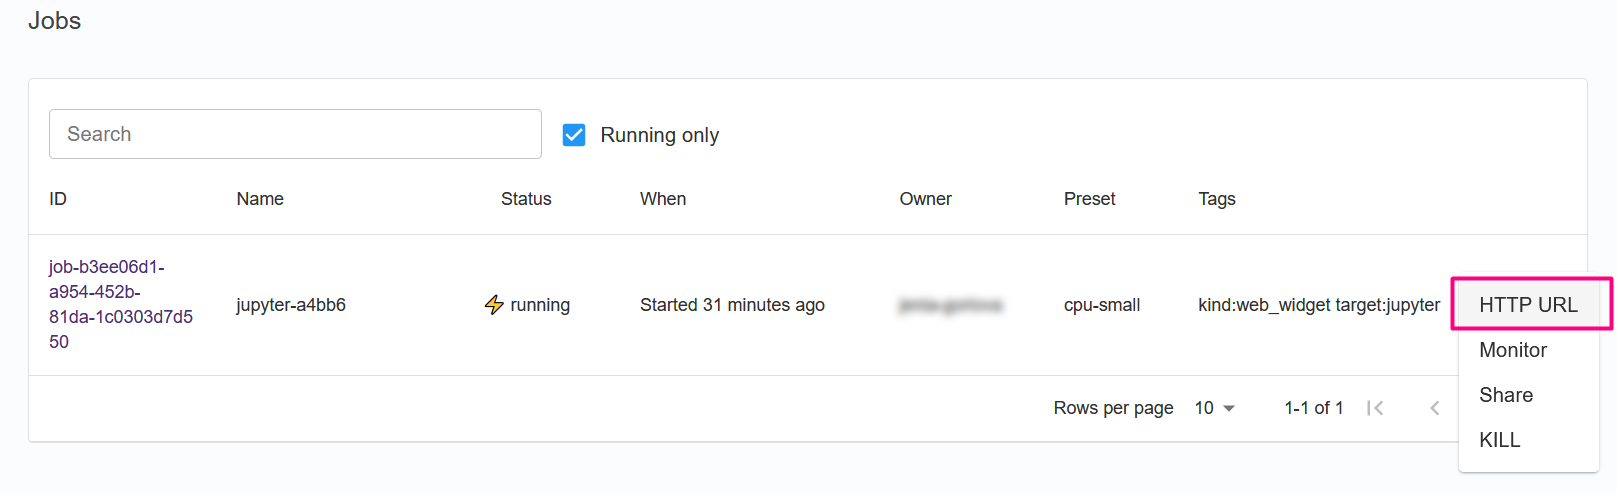 Jobs
Search
Running only
ID Name Status When Owner Preset Tags
job-b3ee06d1-
a954-452b-
81da-1c0303d7d5
50
jupyter-a4bb6
running
Started 31 minutes ago
cpu-small
kind:web_widget target:jupyter
HTTP URL
Monitor
Share
KILL
Rows per page 10 1-1 of 1